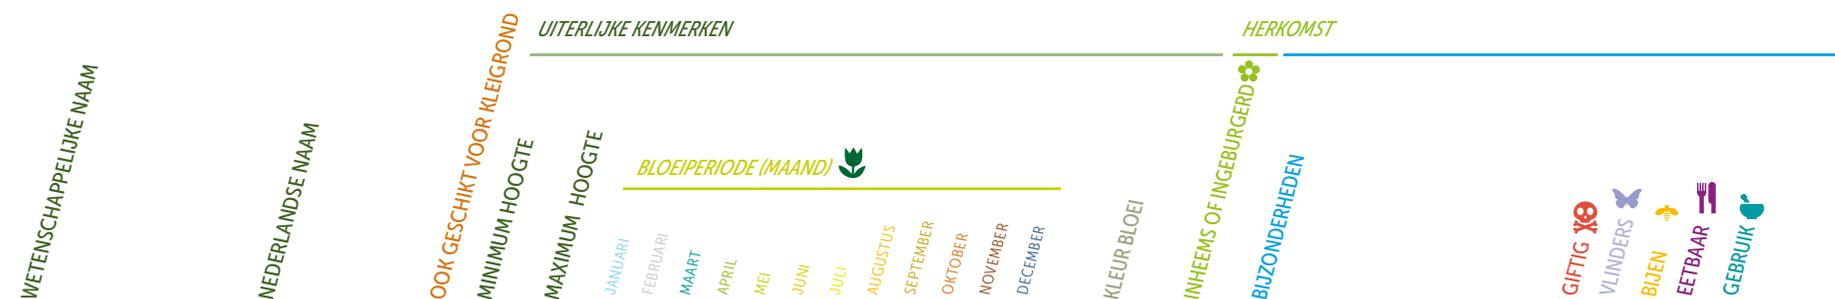 UITERLIJKE KENMERKEN
HERKOMST
BLOEIPERIODE (MAAND)
WETENSCHAPPELIJKE NAAM
NEDERLANDSE NAAM
OOK GESCHIKT VOOR KLEIGROND
MINIMUM HOOGTE
MAXIMUM HOOGTE
JANUARI
FEBRUARI
MAART
APRIL
MEI
JUNI
JULI
AUGUSTUS
SEPTEMBER
OKTOBER
NOVEMBER
DECEMBER
KLEUR BLOEI
INHEEMS OF INGEBURGERD
BIJZONDERHEDEN
GIFTIG
VLINDERS
BIJEN
EETBAAR
GEBRUIK